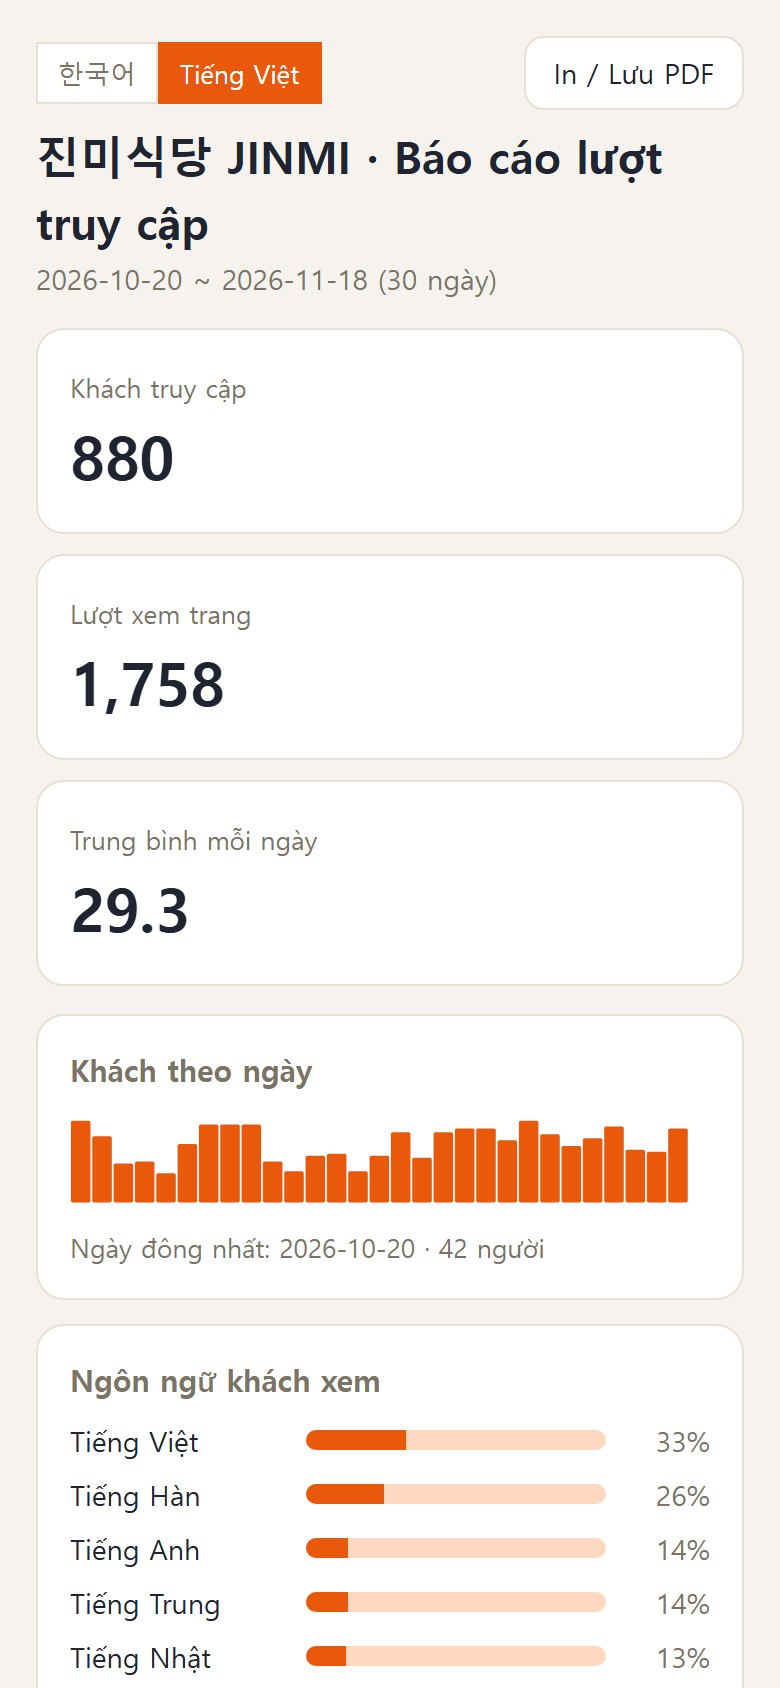 한국어 Tiếng Việt In / Lưu PDF
진미식당 JINMI · Báo cáo lượt
truy cập
2026-10-20 ~ 2026-11-18 (30 ngày)
Khách truy cập
880
Lượt xem trang
1,758
Trung bình mỗi ngày
29.3
Khách theo ngày
Ngày đông nhất: 2026-10-20 · 42 người
Ngôn ngữ khách xem
Tiếng Việt 33%
Tiếng Hàn 26%
Tiếng Anh 14%
Tiếng Trung 14%
Tiếng Nhật 13%